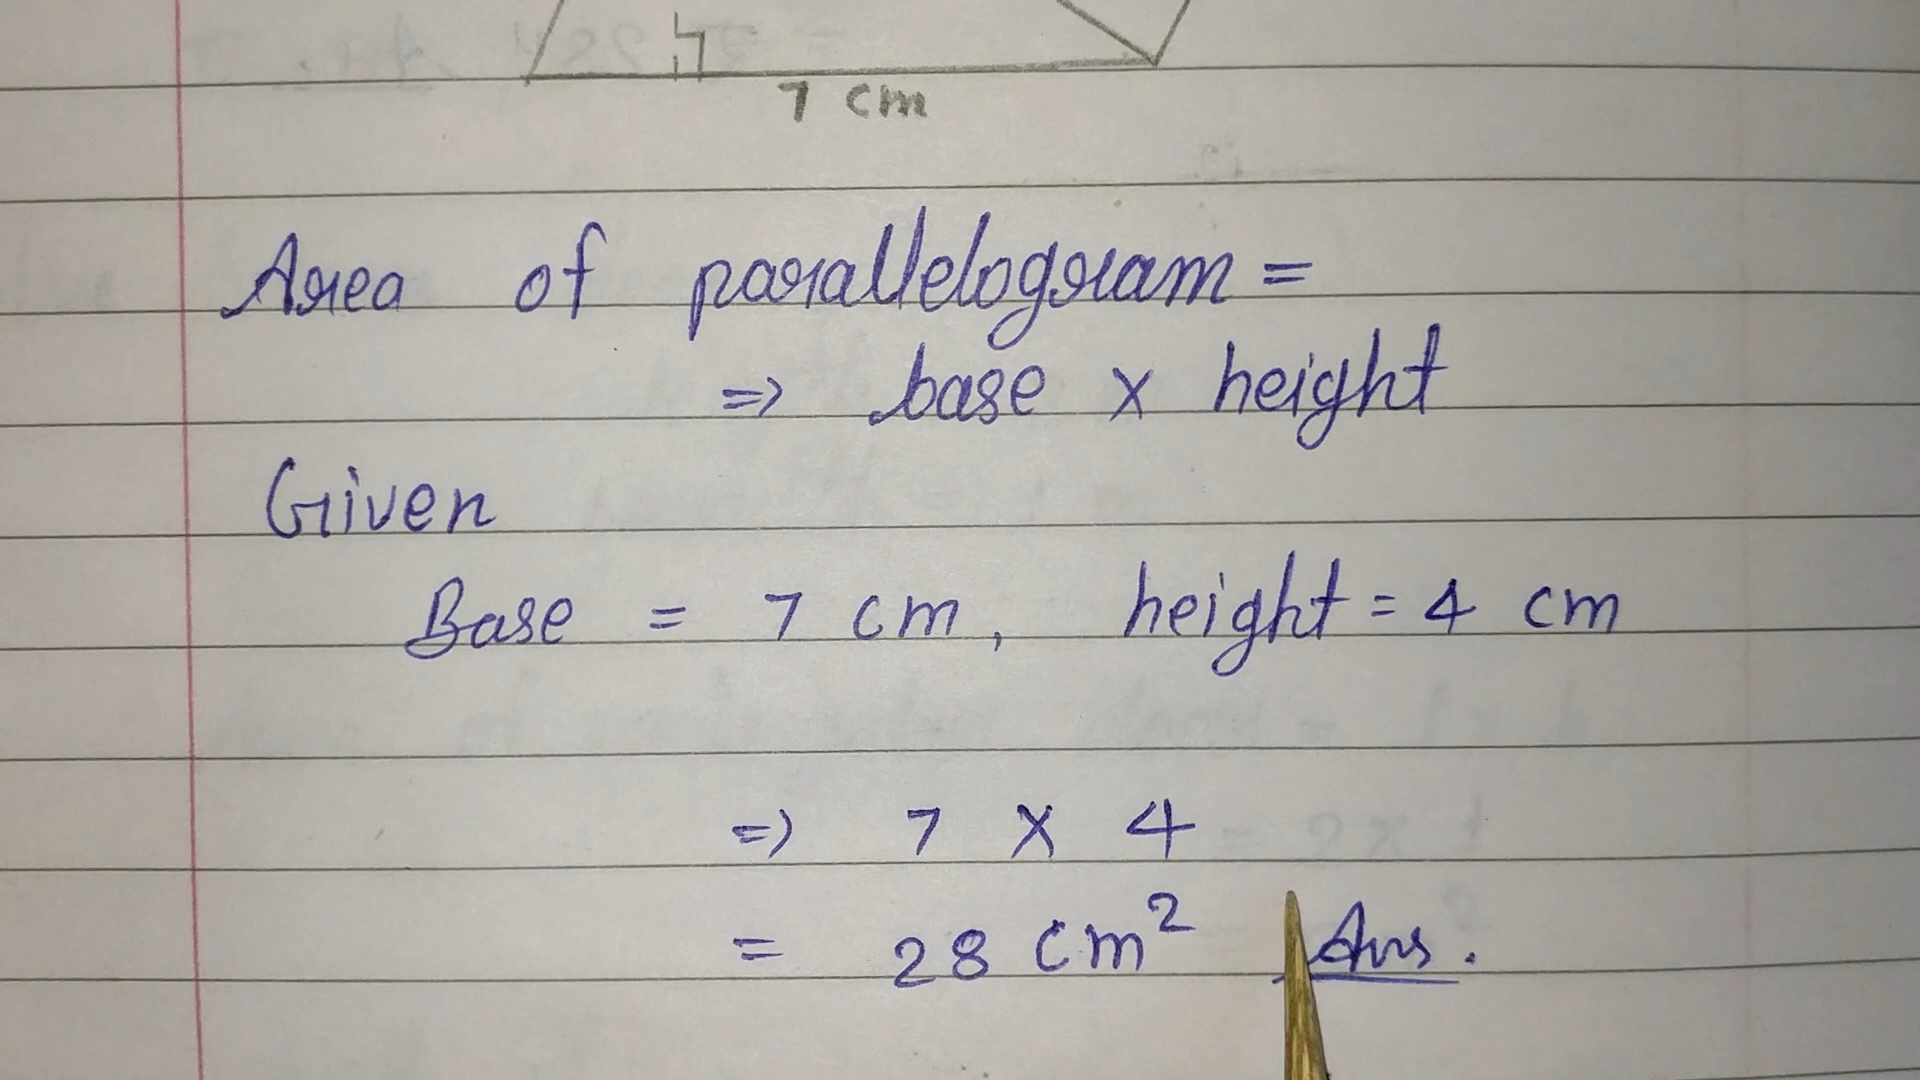 7 cm
Area of parallelogram =
=> base x height
Given
Base = 7 cm, height = 4 cm
=> 7 x 4
= 28 cm² Ans.